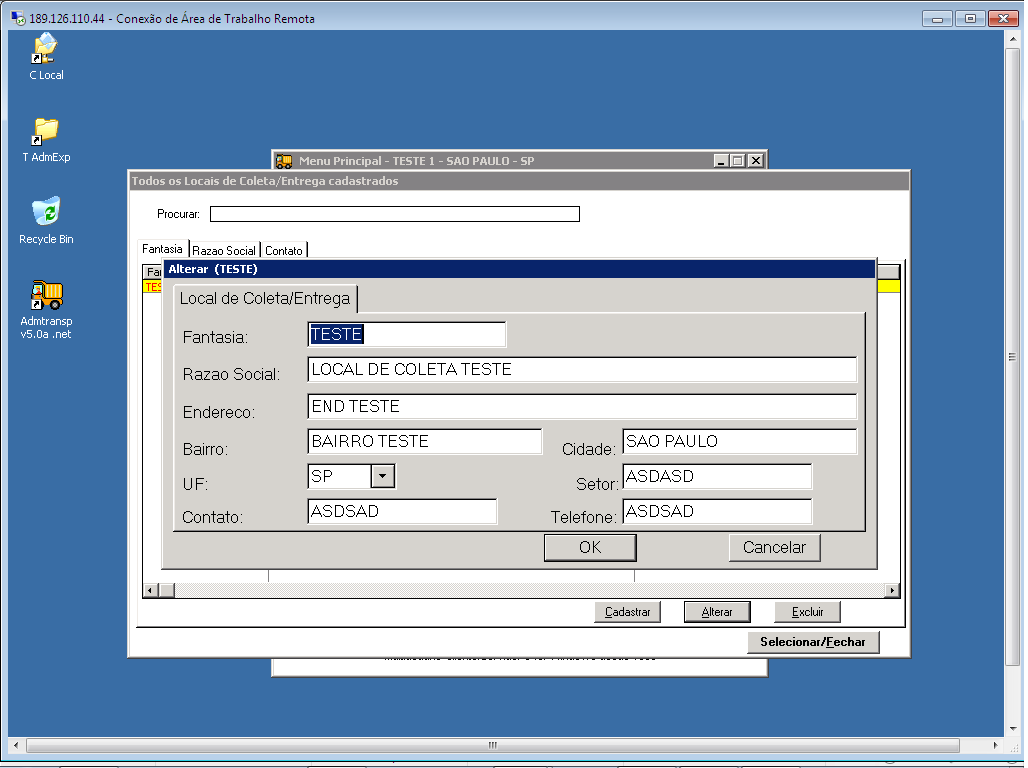 189.126.110.44 - Conexão de Área de Trabalho Remota
C Local
T AdmExp
Recycle Bin
Admtransp
v5.0a .net
Menu Principal - TESTE 1 - SAO PAULO - SP
Todos os Locais de Coleta/Entrega cadastrados
Procurar:
Fantasia Razao Social Contato
Fa
TES
Alterar (TESTE)
Local de Coleta/Entrega
Fantasia: TESTE
Razao Social: LOCAL DE COLETA TESTE
Endereco: END TESTE
Bairro: BAIRRO TESTE Cidade: SAO PAULO
UF: SP Setor: ASDASD
Contato: ASDSAD Telefone: ASDSAD
OK Cancelar
Cadastrar Alterar Excluir
Selecionar/Fechar